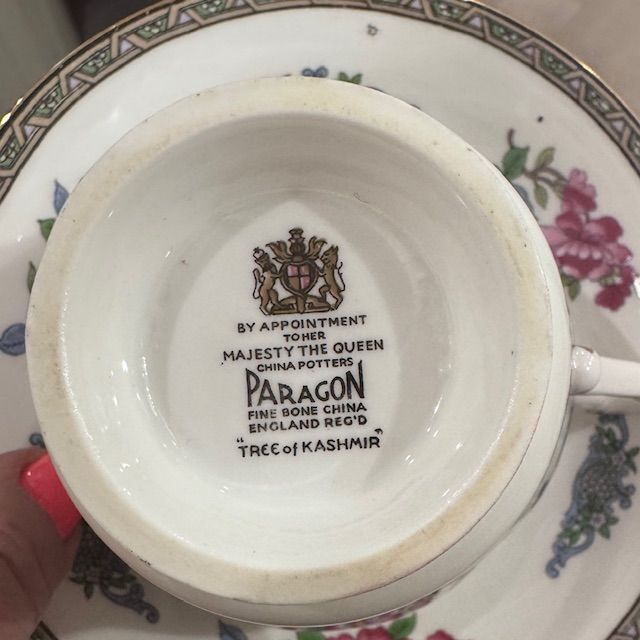 BY APPOINTMENT
TO HER
MAJESTY THE QUEEN
CHINA POTTERS
PARAGON
FINE BONE CHINA
ENGLAND REG'D
"TREE of KASHMIR"